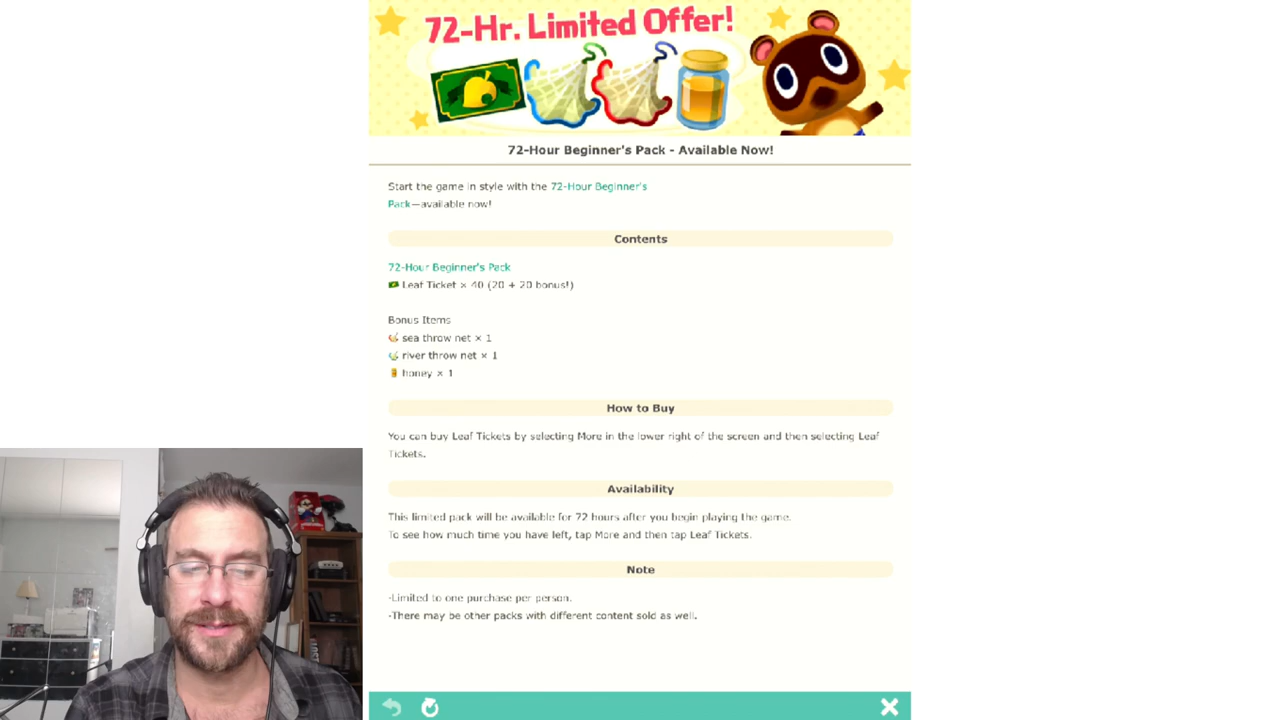 72-Hr. Limited Offer!
72-Hour Beginner's Pack - Available Now!
Start the game in style with the 72-Hour Beginner's
Pack—available now!
Contents
72-Hour Beginner's Pack
Leaf Ticket × 40 (20 + 20 bonus!)
Bonus Items
sea throw net × 1
river throw net × 1
honey × 1
How to Buy
You can buy Leaf Tickets by selecting More in the lower right of the screen and then selecting Leaf
Tickets.
Availability
This limited pack will be available for 72 hours after you begin playing the game.
To see how much time you have left, tap More and then tap Leaf Tickets.
Note
·Limited to one purchase per person.
·There may be other packs with different content sold as well.